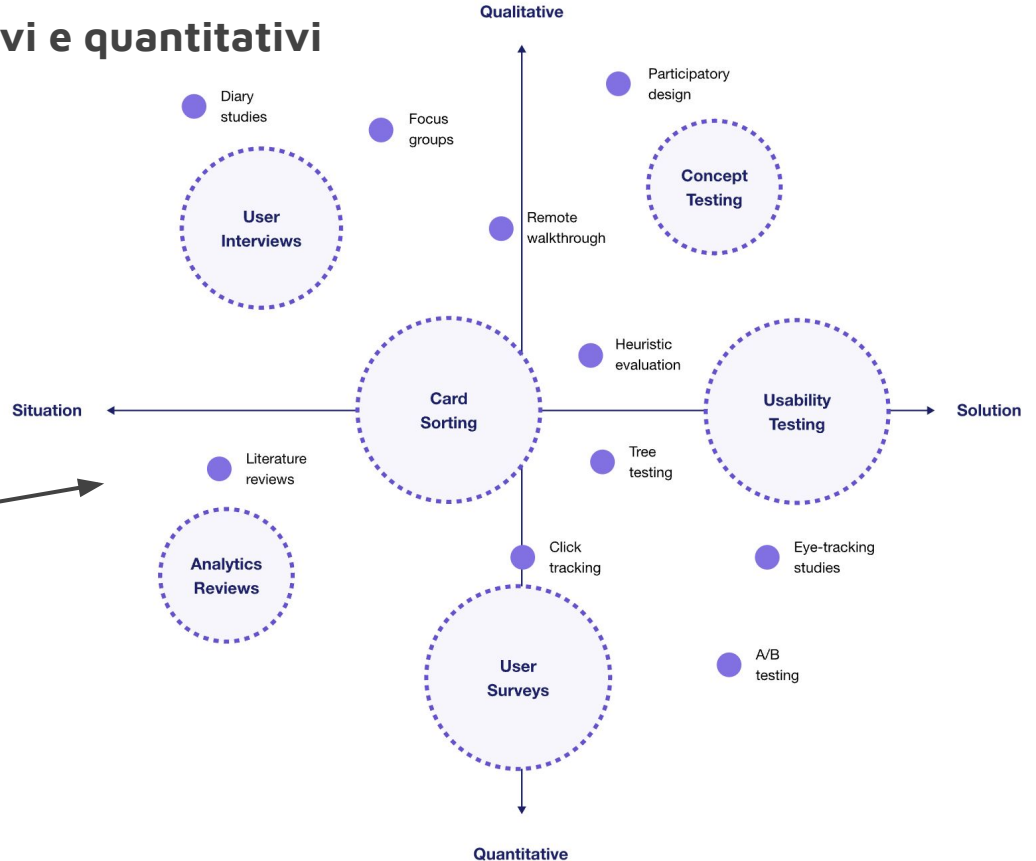 vi e quantitativi
Qualitative
Participatory
design
Diary
studies
Focus
groups
Concept
Testing
User
Interviews
Remote
walkthrough
Heuristic
evaluation
Card
Sorting
Usability
Testing
Situation
Solution
Literature
reviews
Tree
testing
Analytics
Reviews
Click
tracking
Eye-tracking
studies
User
Surveys
A/B
testing
Quantitative